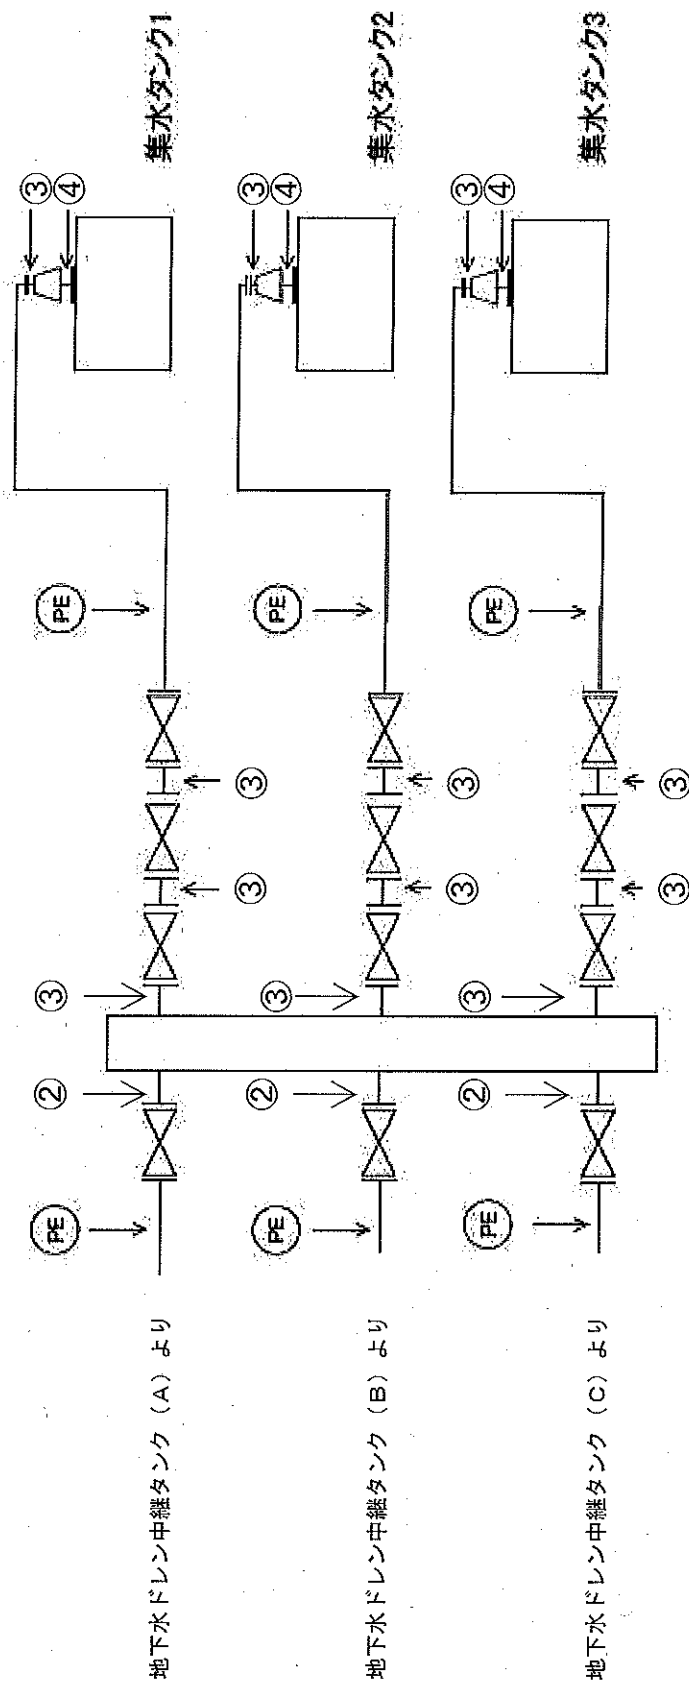 地下水ドレン中継タンク（A）より
PE
②
③
③
③
PE
③
④
集水タンク1
地下水ドレン中継タンク（B）より
PE
②
③
③
③
PE
③
④
集水タンク2
地下水ドレン中継タンク（C）より
PE
②
③
③
③
PE
③
④
集水タンク3